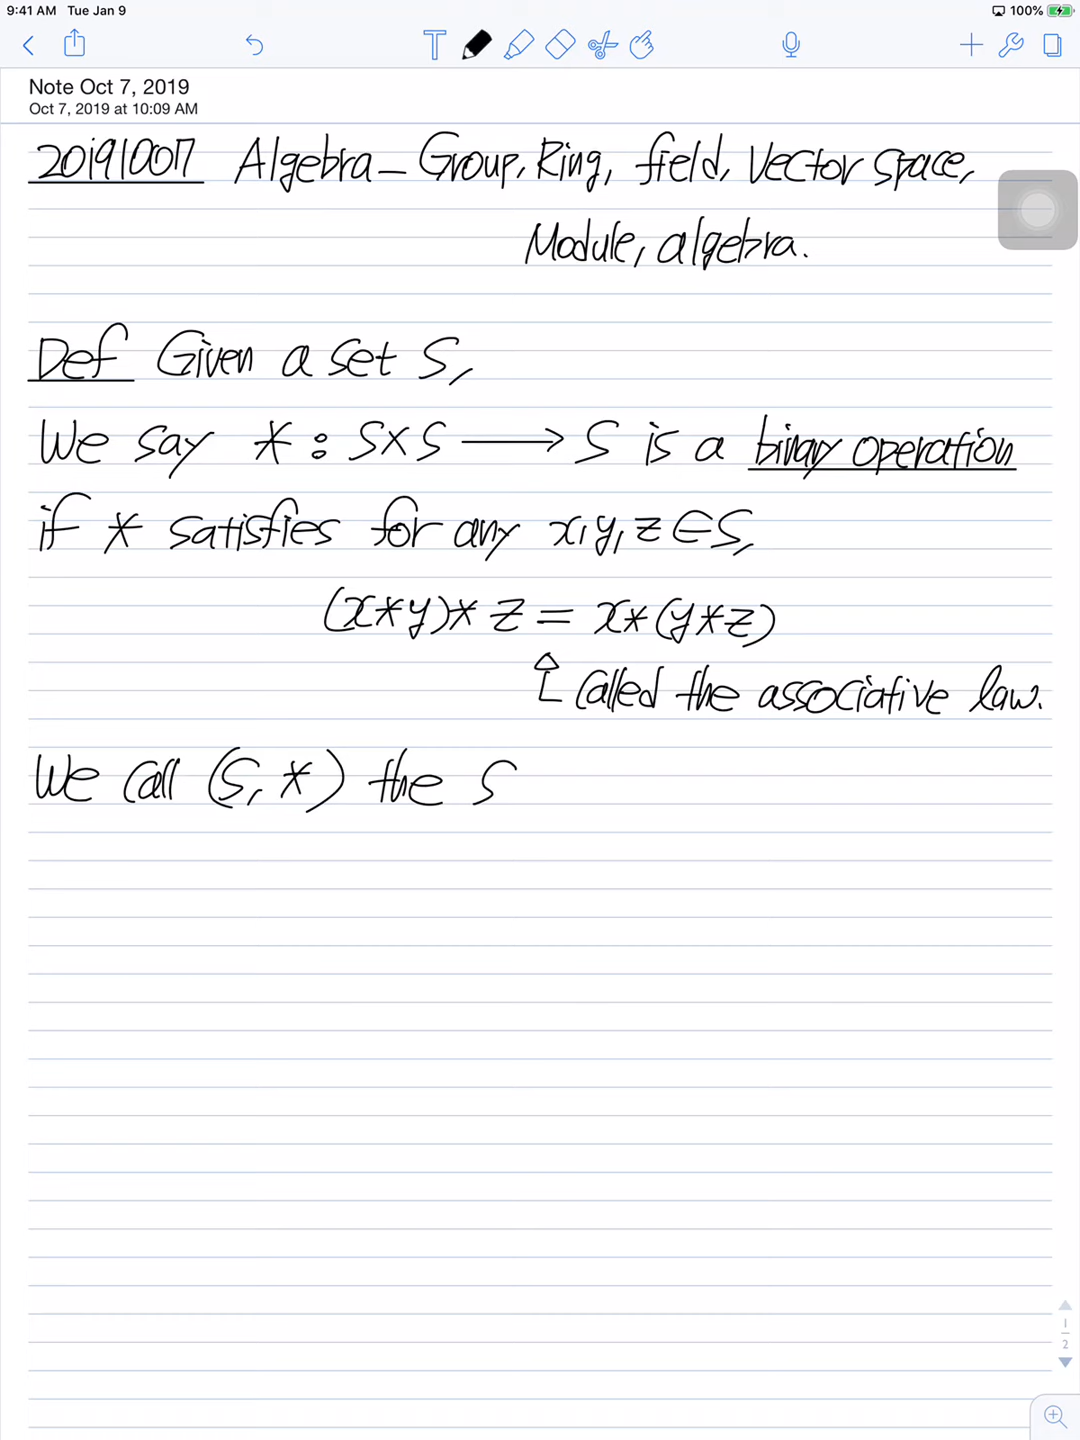 9:41 AM Tue Jan 9 100%
Note Oct 7, 2019
Oct 7, 2019 at 10:09 AM
20191007 Algebra - Group, Ring, field, Vector space,
Module, algebra.
Def Given a set S,
We say * : S×S → S is a binary operation
if * satisfies for any x, y, z ∈ S,
(x*y)*z = x*(y*z)
called the associative law.
We call (S, *) the S
1
2